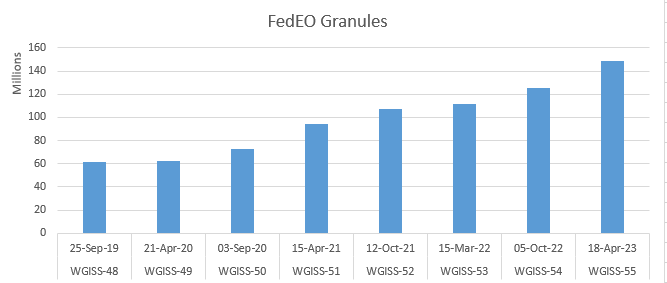 FedEO Granules
Millions
160
140
120
100
80
60
40
20
0
25-Sep-19 21-Apr-20 03-Sep-20 15-Apr-21 12-Oct-21 15-Mar-22 05-Oct-22 18-Apr-23
WGISS-48 WGISS-49 WGISS-50 WGISS-51 WGISS-52 WGISS-53 WGISS-54 WGISS-55